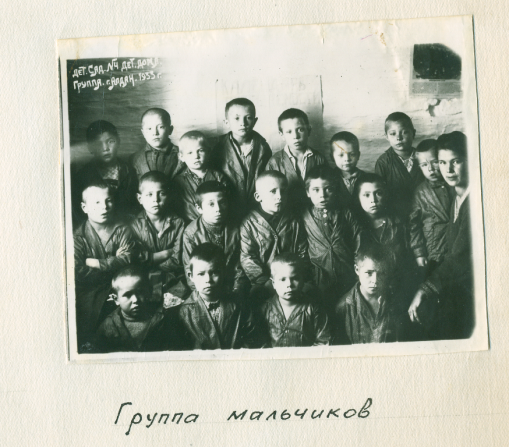 дет. Сад. №4 дет. дом.
Группа. г. 1933 г.
Группа мальчиков